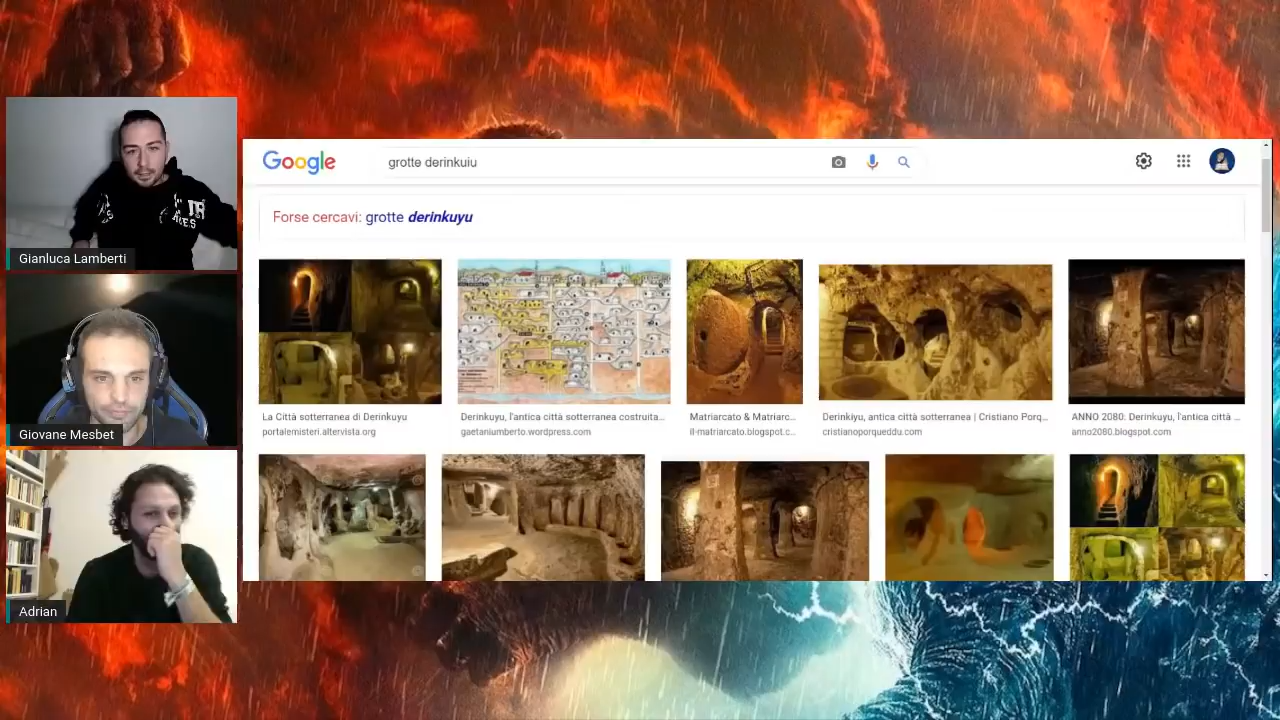 Google
grotte derinkuiu
Forse cercavi: grotte derinkuyu
La Città sotterranea di Derinkuyu
portalemisteri.altervista.org
Derinkuyu, l'antica città sotterranea costruita...
gaetaniumberto.wordpress.com
Matriarcato & Matriarc...
il-matriarcato.blogspot.c...
Derinkiyu, antica città sotterranea | Cristiano Porq...
cristianoporqueddu.com
ANNO 2080: Derinkuyu, l'antica città ...
anno2080.blogspot.com
Gianluca Lamberti
Giovane Mesbet
Adrian